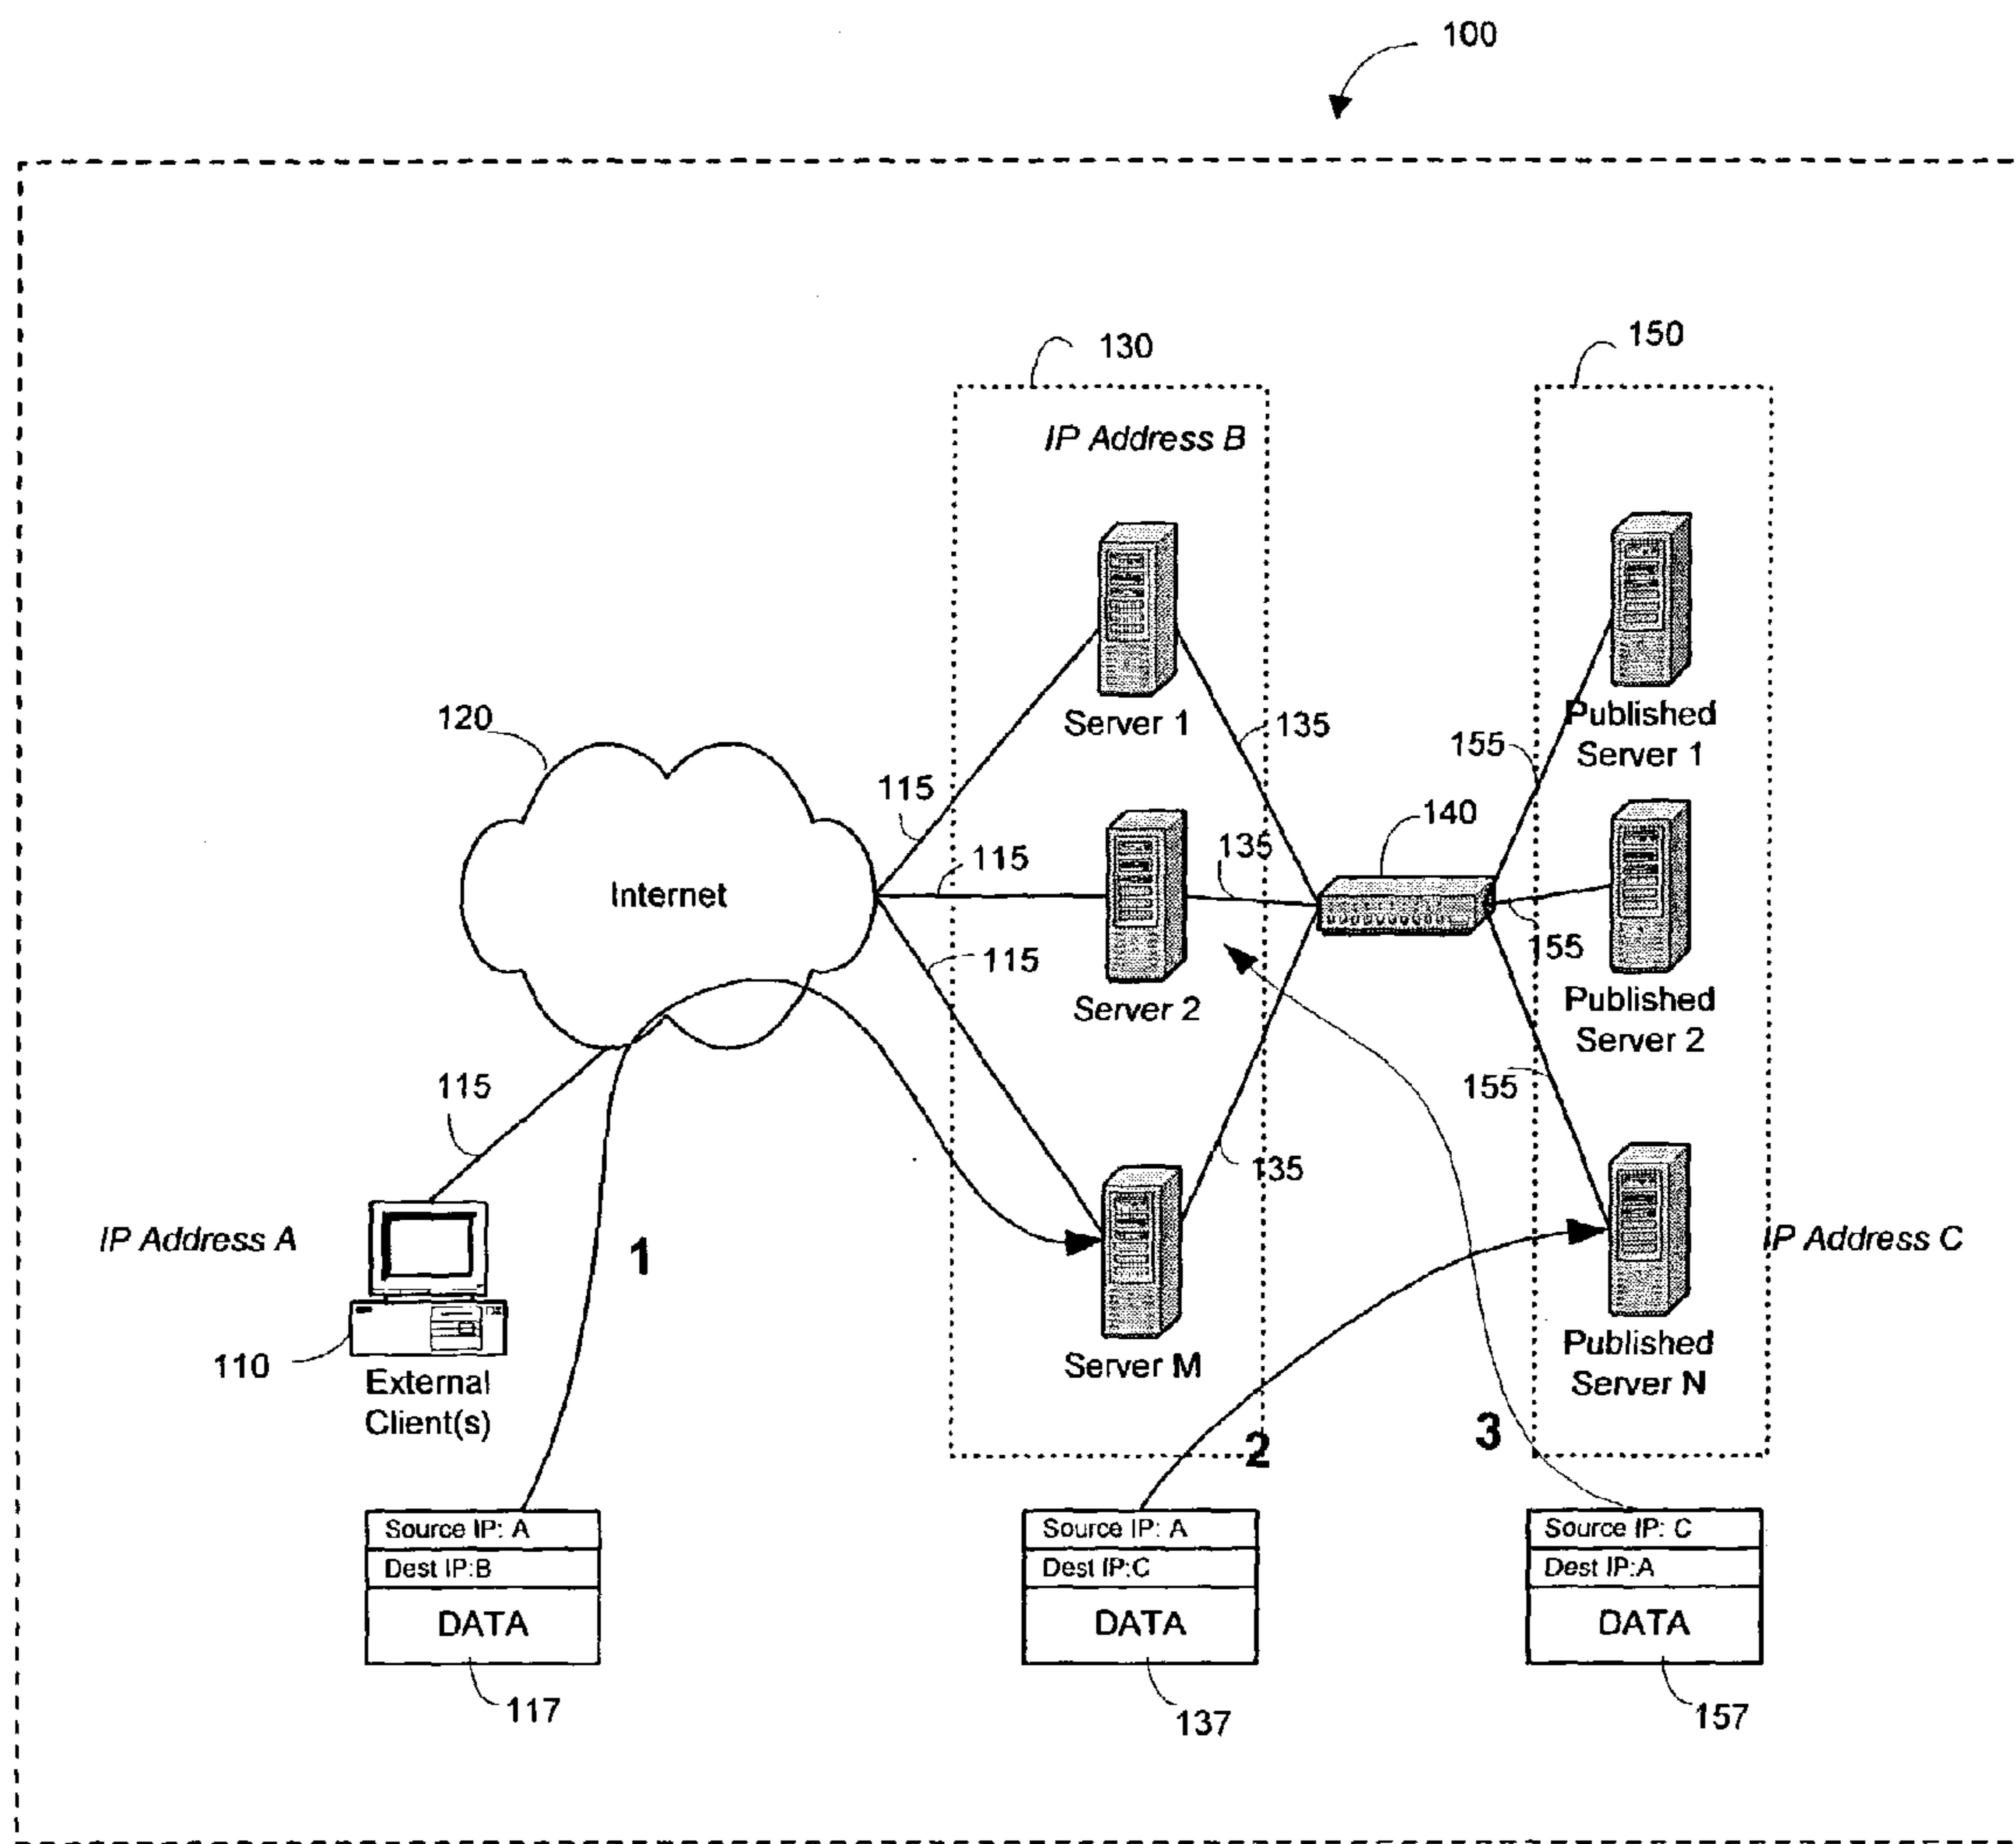 100
130
150
IP Address B
Server 1
Published
Server 1
120
135
155
115
140
135
115
Internet
155
115
Server 2
Published
Server 2
115
155
135
IP Address A
1
IP Address C
110
External
Client(s)
Server M
Published
Server N
2
3
Source IP: A
Dest IP:B
DATA
117
Source IP: A
Dest IP:C
DATA
137
Source IP: C
Dest IP:A
DATA
157